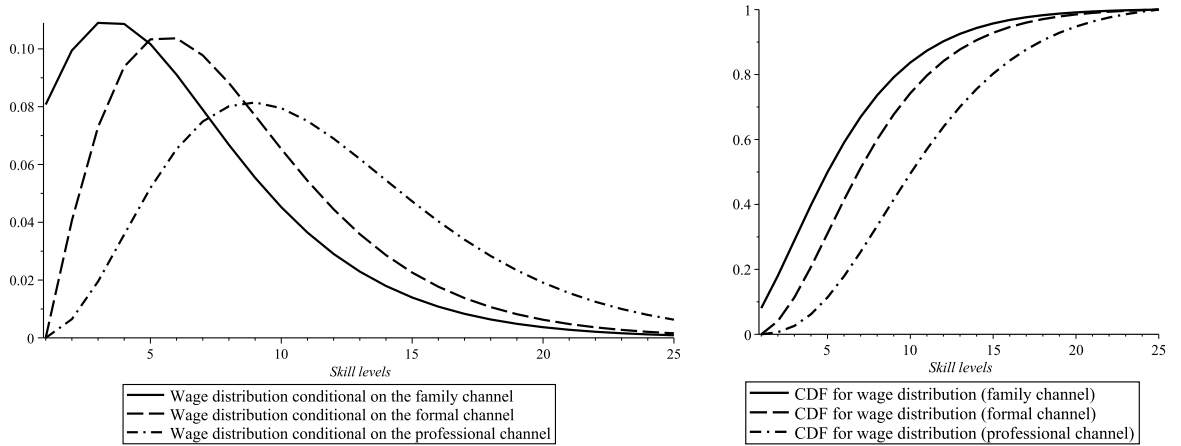 0.10
0.08
0.06
0.04
0.02
0
5
10
15
20
25
Skill levels
Wage distribution conditional on the family channel
Wage distribution conditional on the formal channel
Wage distribution conditional on the professional channel
1
0.8
0.6
0.4
0.2
0
5
10
15
20
25
Skill levels
CDF for wage distribution (family channel)
CDF for wage distribution (formal channel)
CDF for wage distribution (professional channel)